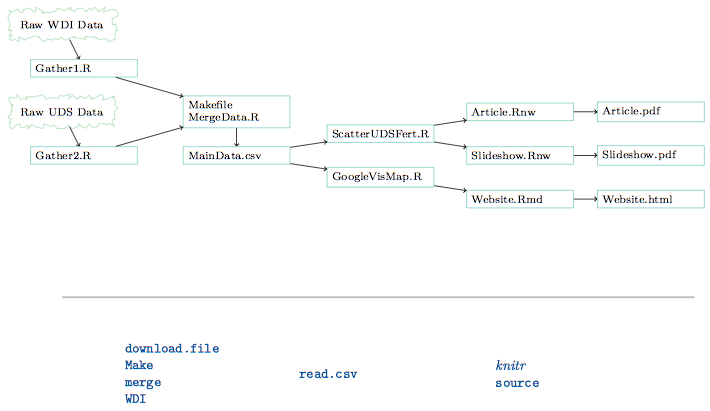 Raw WDI Data
Gather1.R
Raw UDS Data
Gather2.R
Makefile
MergeData.R
MainData.csv
ScatterUDSFert.R
GoogleVisMap.R
Article.Rnw
Article.pdf
Slideshow.Rnw
Slideshow.pdf
Website.Rmd
Website.html
download.file
Make
merge
WDI
read.csv
knitr
source